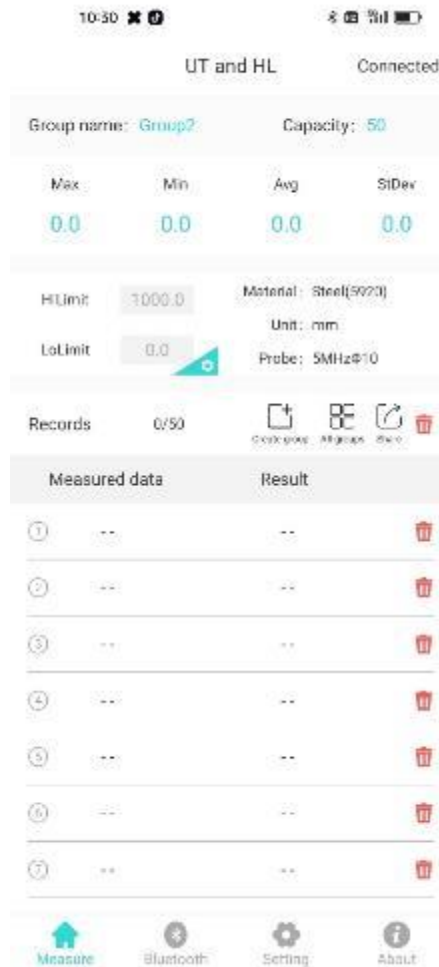 10:30
UT and HL Connected
Group name: Group2 Capacity: 50
Max Min Avg StDev
0.0 0.0 0.0 0.0
HiLimit 1000.0
LoLimit 0.0
Material: Steel(5920)
Unit: mm
Probe: 5MHzΦ10
Records 0/50
Create group All groups Share
Measured data Result
1 -- --
2 -- --
3 -- --
4 -- --
5 -- --
6 -- --
7 -- --
Measure Bluetooth Setting About